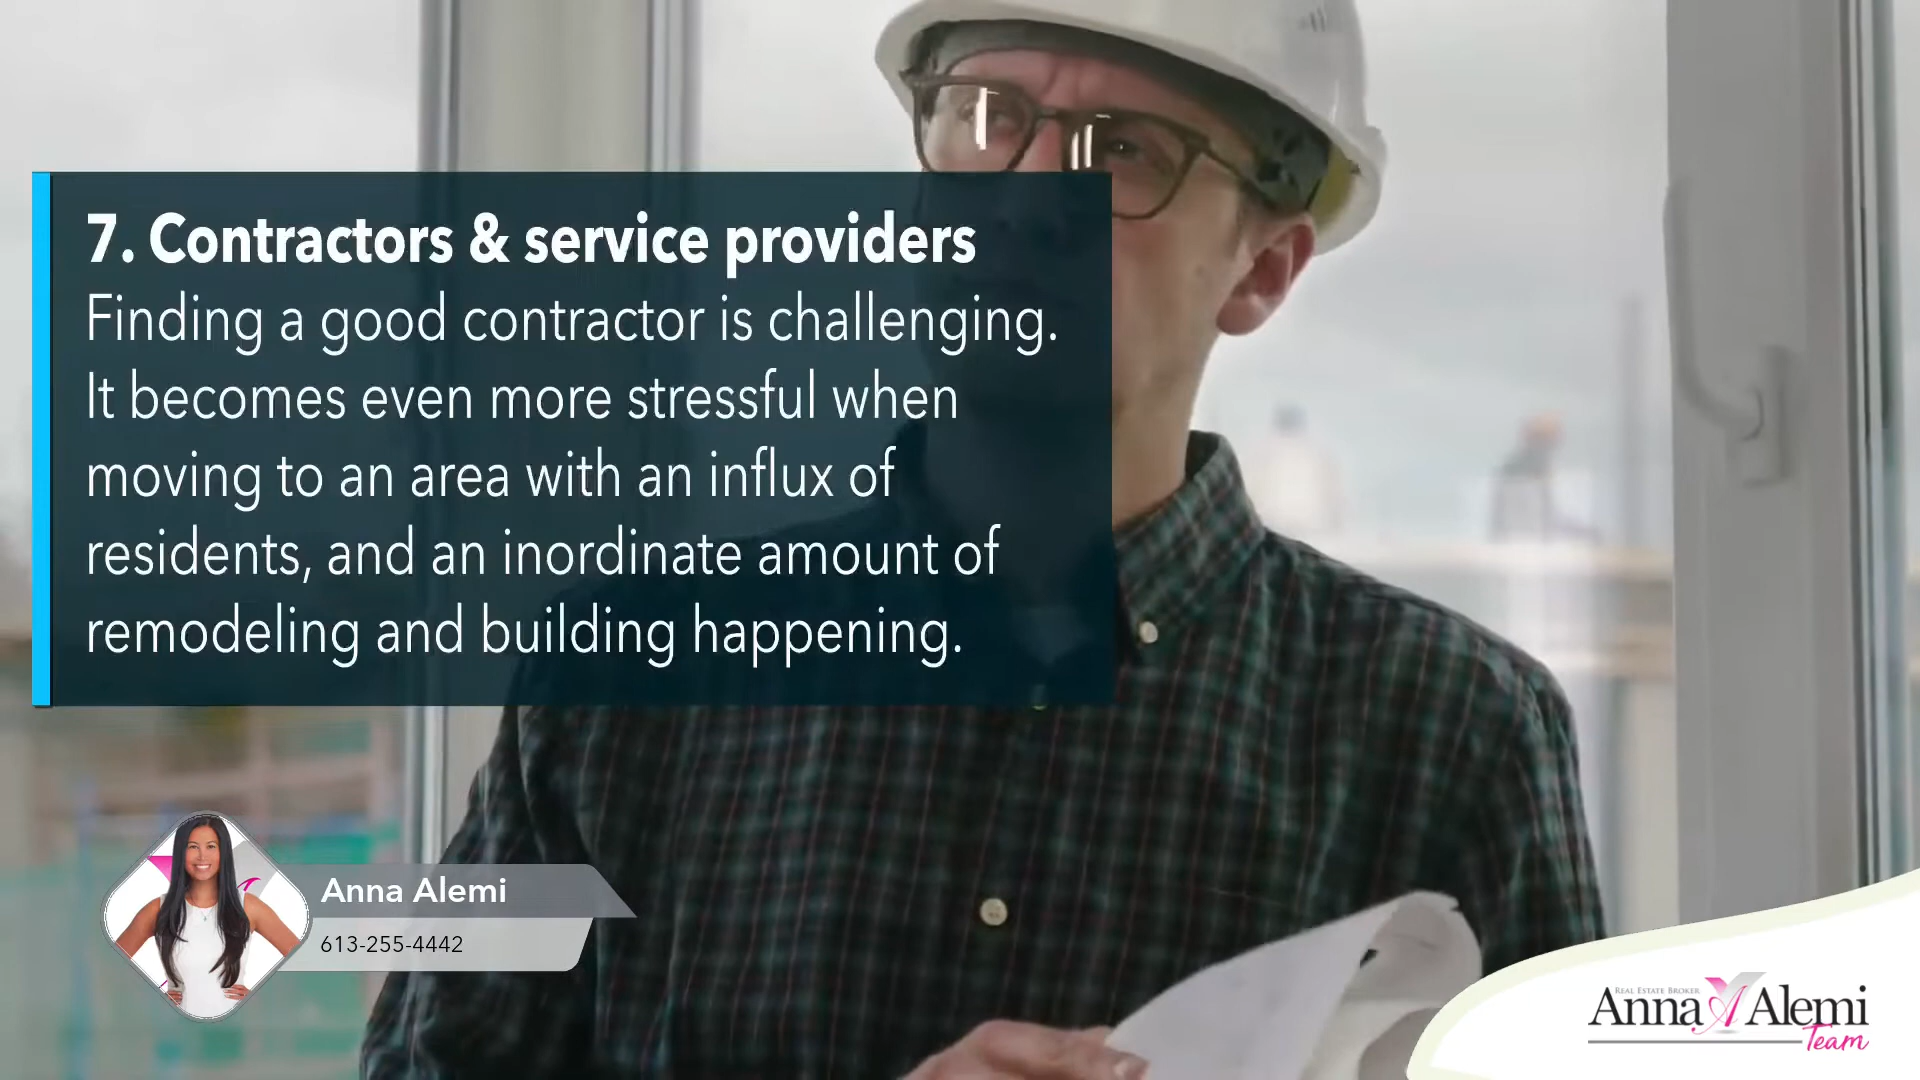 7. Contractors & service providers
Finding a good contractor is challenging.
It becomes even more stressful when
moving to an area with an influx of
residents, and an inordinate amount of
remodeling and building happening.
Anna Alemi
613-255-4442
REAL ESTATE BROKER
Anna Alemi
Team